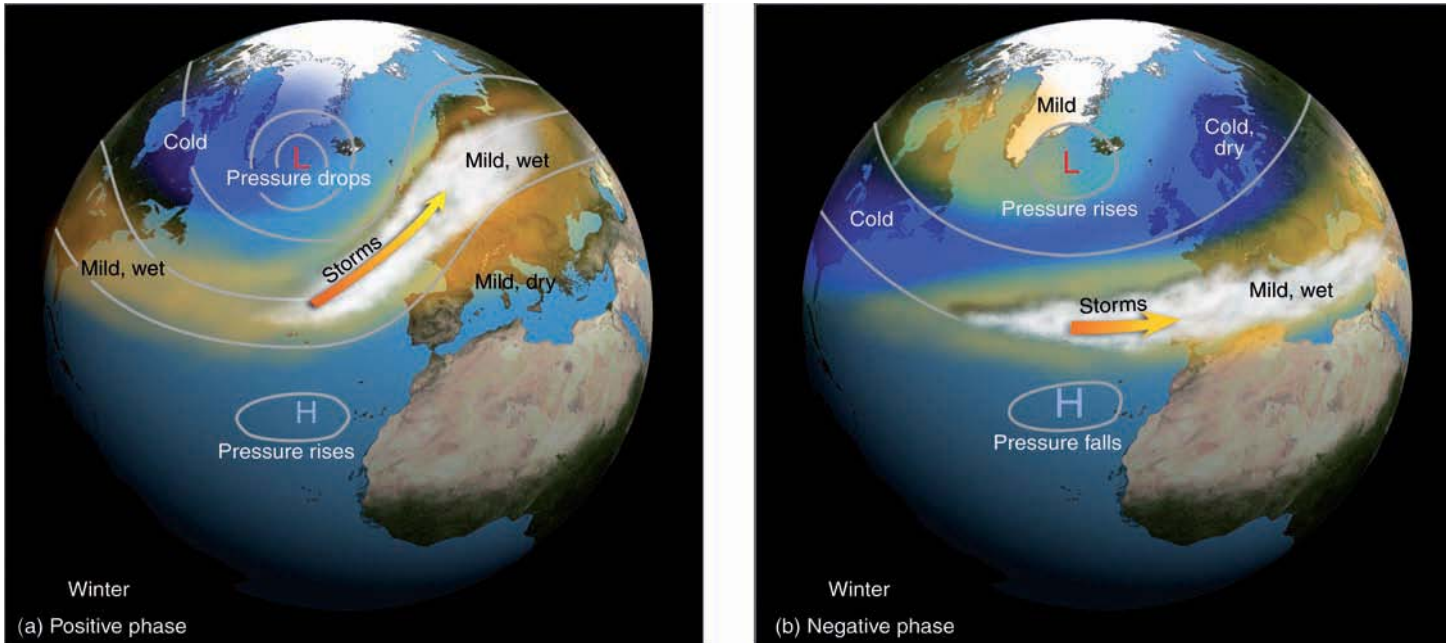 Cold
L
Pressure drops
Mild, wet
Storms
Mild, wet
Mild, dry
H
Pressure rises
Winter
(a) Positive phase
Mild
Cold,
dry
L
Pressure rises
Cold
Storms
Mild, wet
H
Pressure falls
Winter
(b) Negative phase